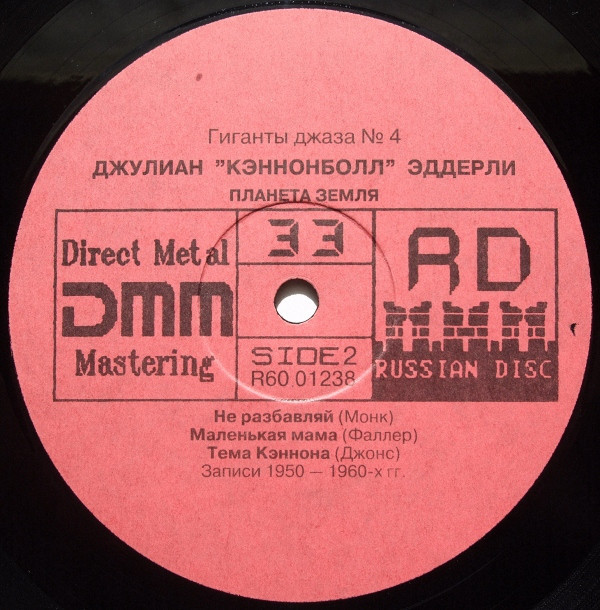 Гиганты джаза № 4
ДЖУЛИАН "КЭННОНБОЛЛ" ЭДДЕРЛИ
ПЛАНЕТА ЗЕМЛЯ
Direct Metal
DMM
Mastering
33
SIDE 2
R60 01238
RD
RUSSIAN DISC
Не разбавляй (Монк)
Маленькая мама (Фаллер)
Тема Кэннона (Джонс)
Записи 1950 — 1960-х гг.